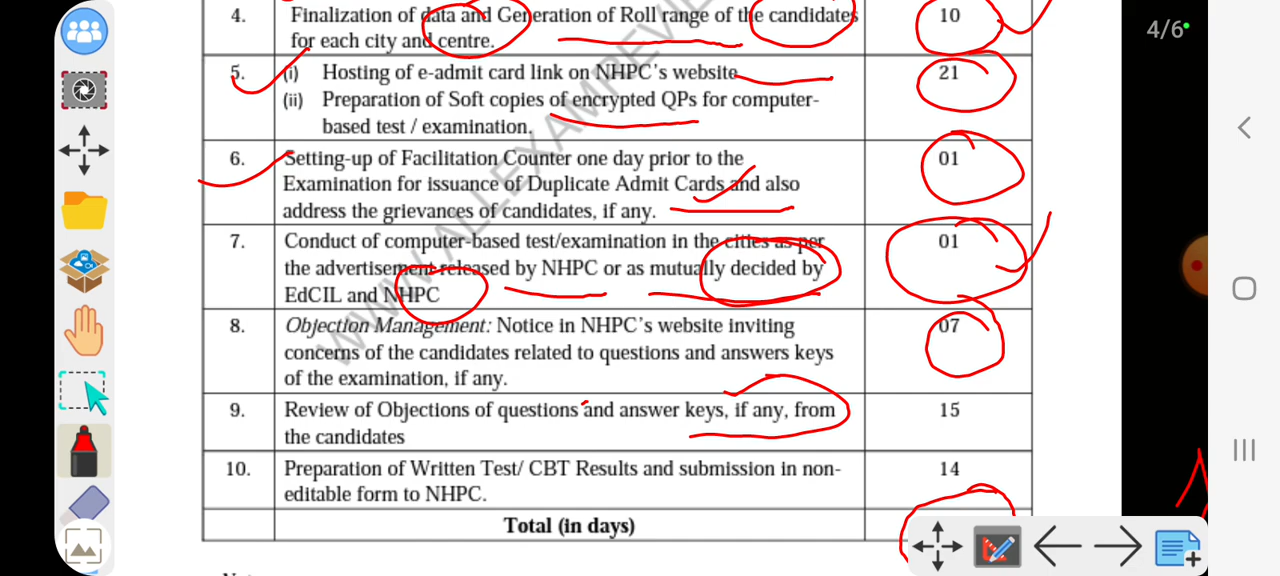 4/6
4. Finalization of data and Generation of Roll range of the candidates 10
for each city and centre.
5. (i) Hosting of e-admit card link on NHPC's website 21
(ii) Preparation of Soft copies of encrypted QPs for computer-
based test / examination.
6. Setting-up of Facilitation Counter one day prior to the 01
Examination for issuance of Duplicate Admit Cards and also
address the grievances of candidates, if any.
7. Conduct of computer-based test/examination in the cities as per 01
the advertisement released by NHPC or as mutually decided by
EdCIL and NHPC
8. Objection Management: Notice in NHPC's website inviting 07
concerns of the candidates related to questions and answers keys
of the examination, if any.
9. Review of Objections of questions and answer keys, if any, from 15
the candidates
10. Preparation of Written Test/ CBT Results and submission in non- 14
editable form to NHPC.
Total (in days)